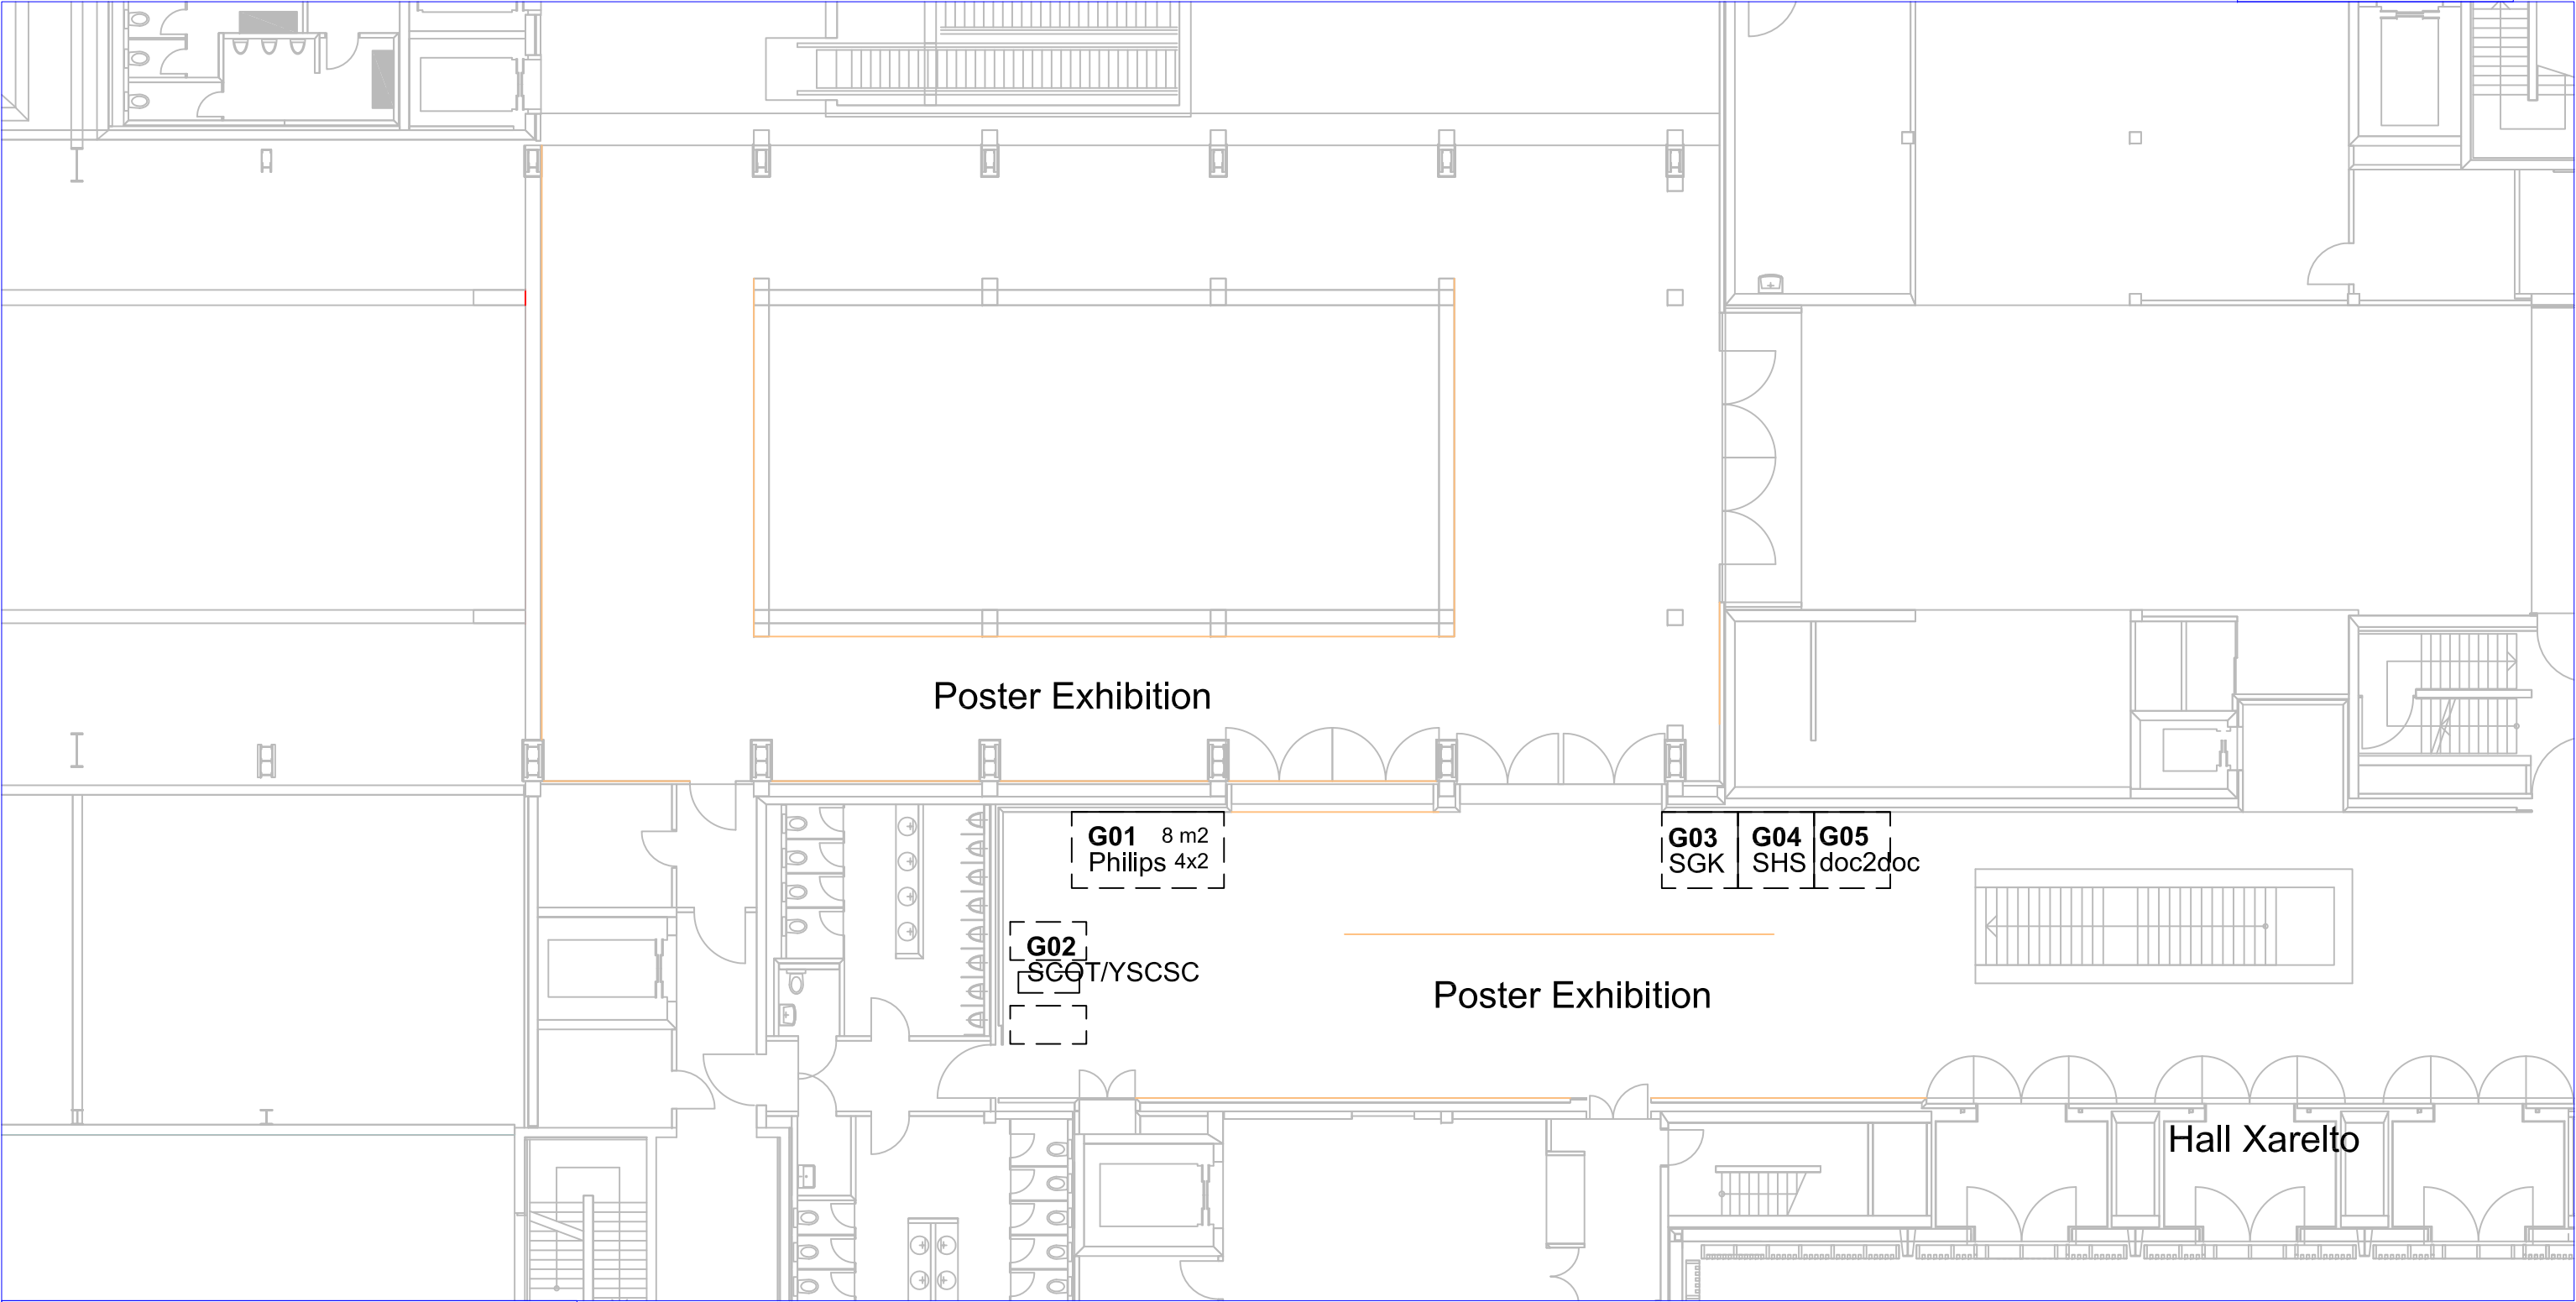 Poster Exhibition
G01 8 m2
Philips 4x2
G03
SGK
G04
SHS
G05
doc2doc
G02
SCOT/YSCSC
Poster Exhibition
Hall Xarelto